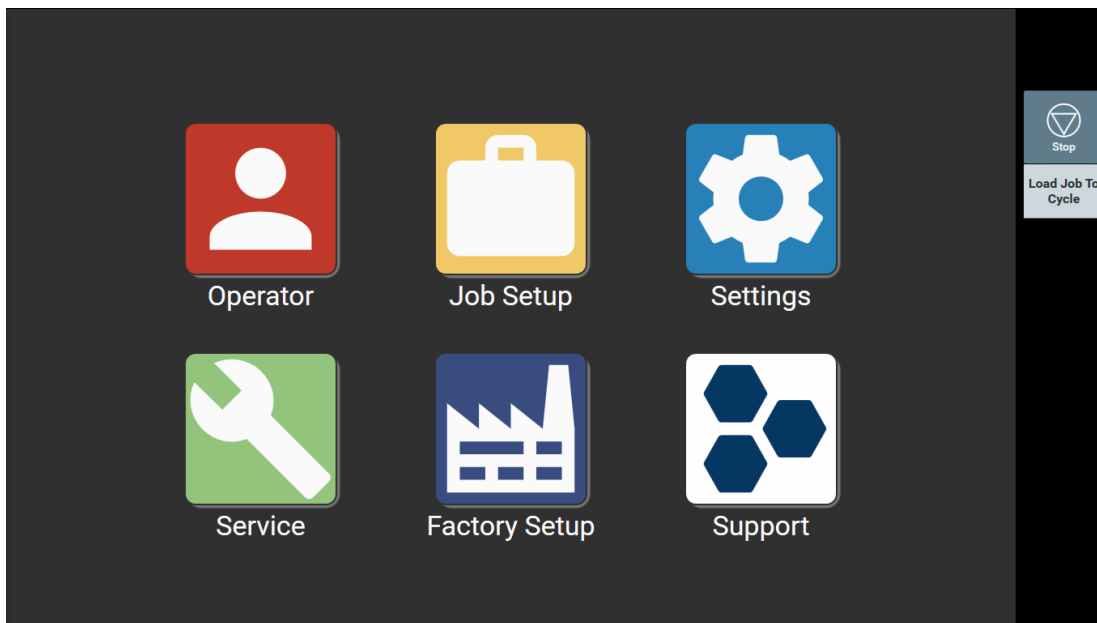 Operator
Job Setup
Settings
Stop
Load Job To
Cycle
Service
Factory Setup
Support